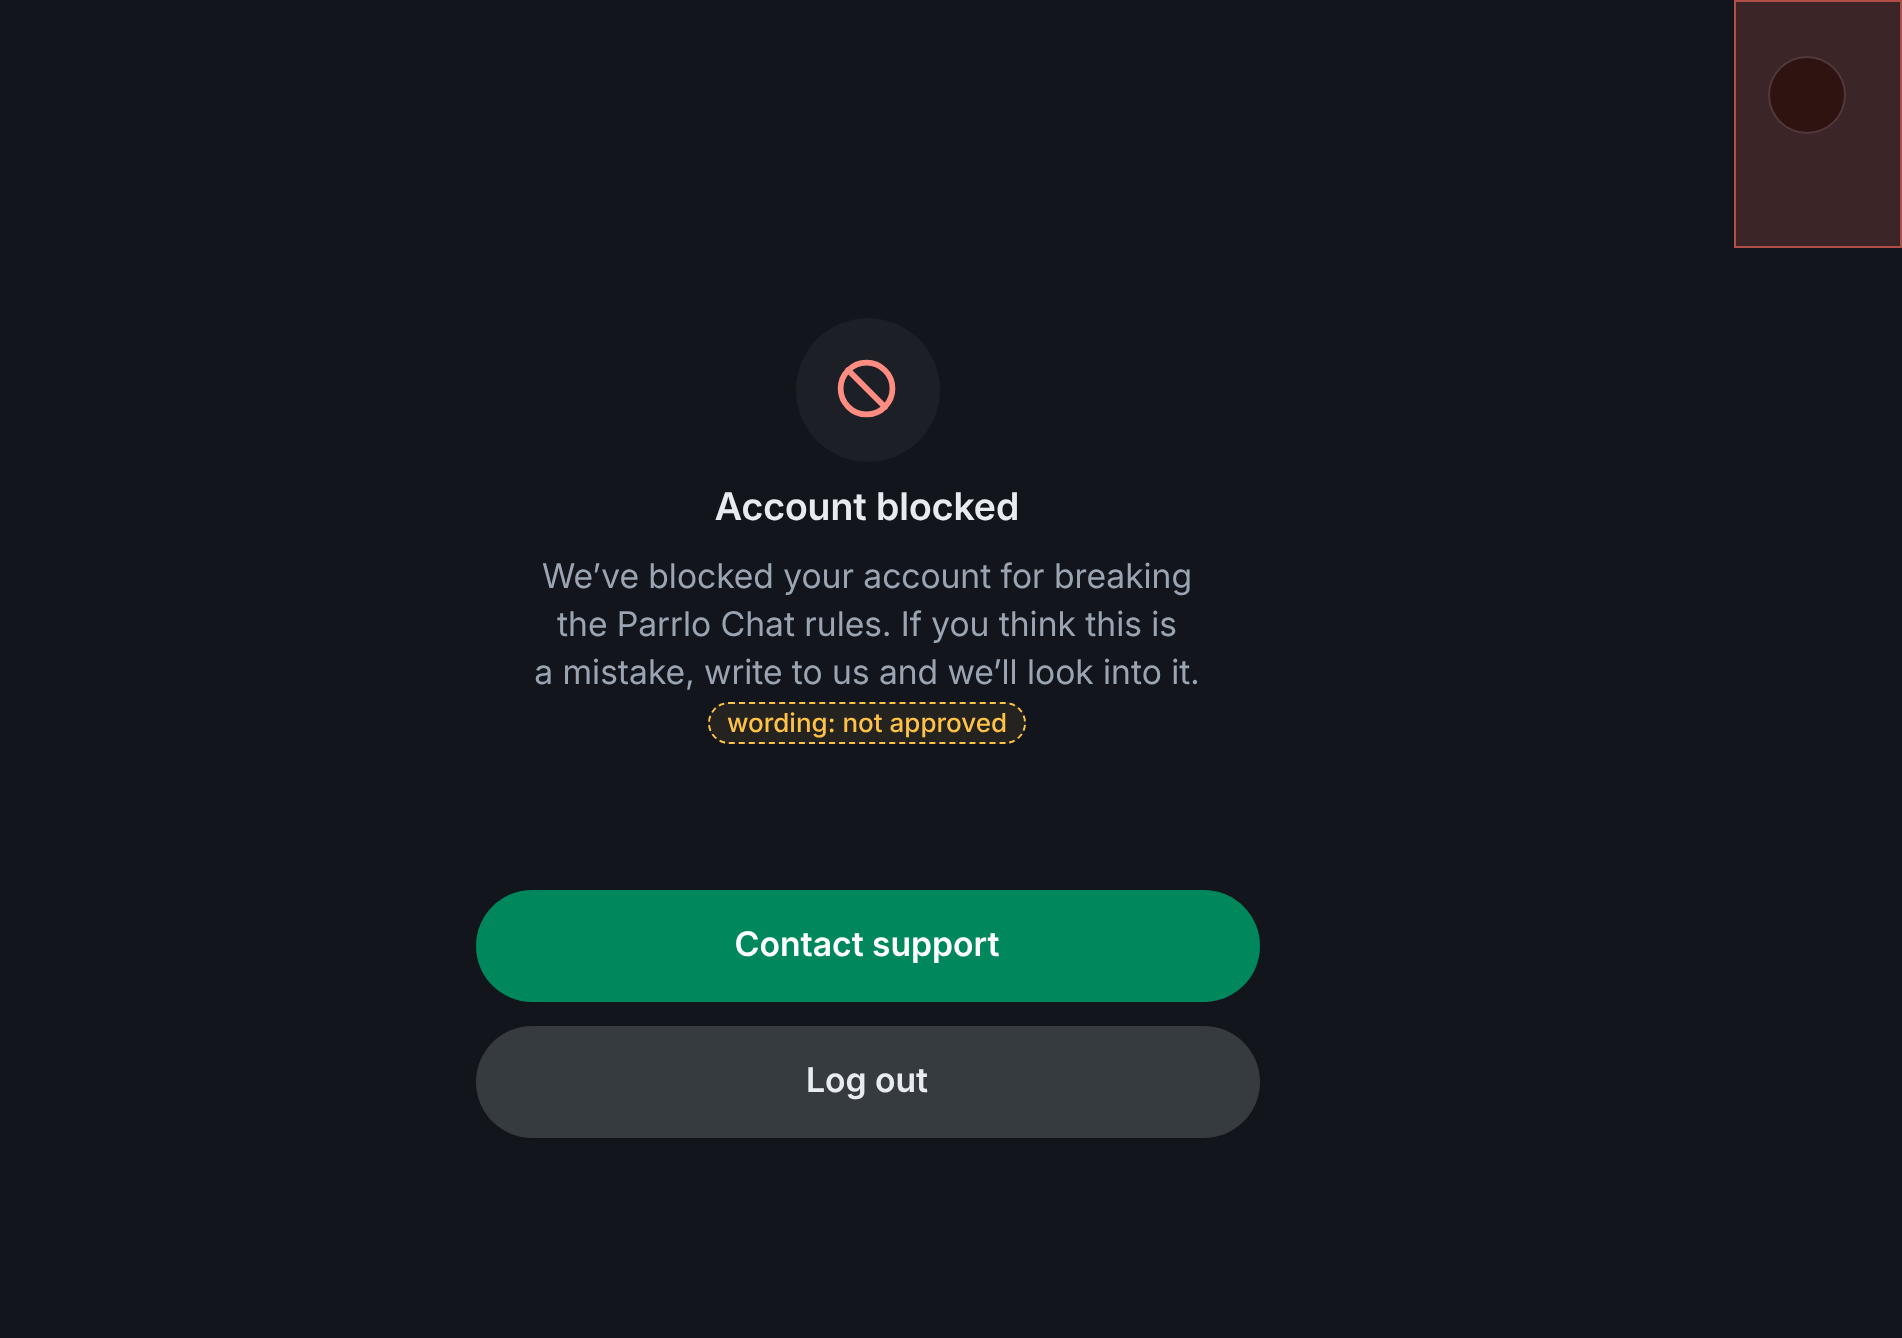 Account blocked
We’ve blocked your account for breaking
the Parrlo Chat rules. If you think this is
a mistake, write to us and we’ll look into it.
wording: not approved
Contact support
Log out